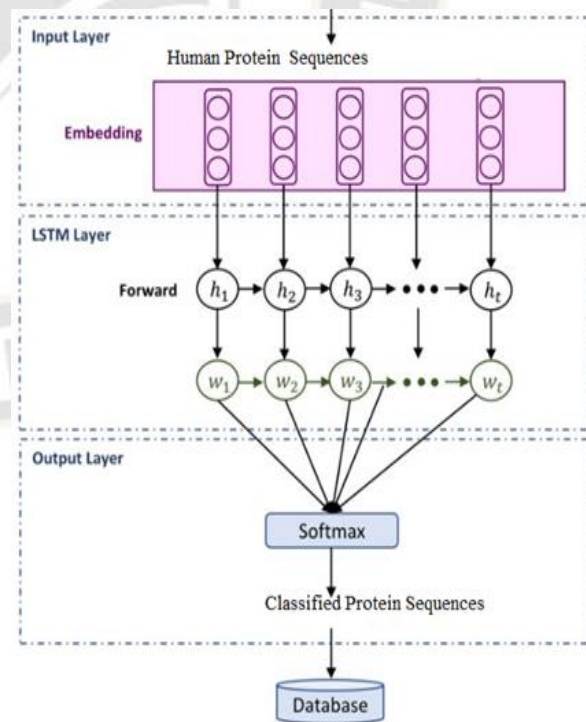 Input Layer
Human Protein Sequences
Embedding
LSTM Layer
Forward
h₁ h₂ h₃ ••• hₜ
w₁ w₂ w₃ ••• wₜ
Output Layer
Softmax
Classified Protein Sequences
Database